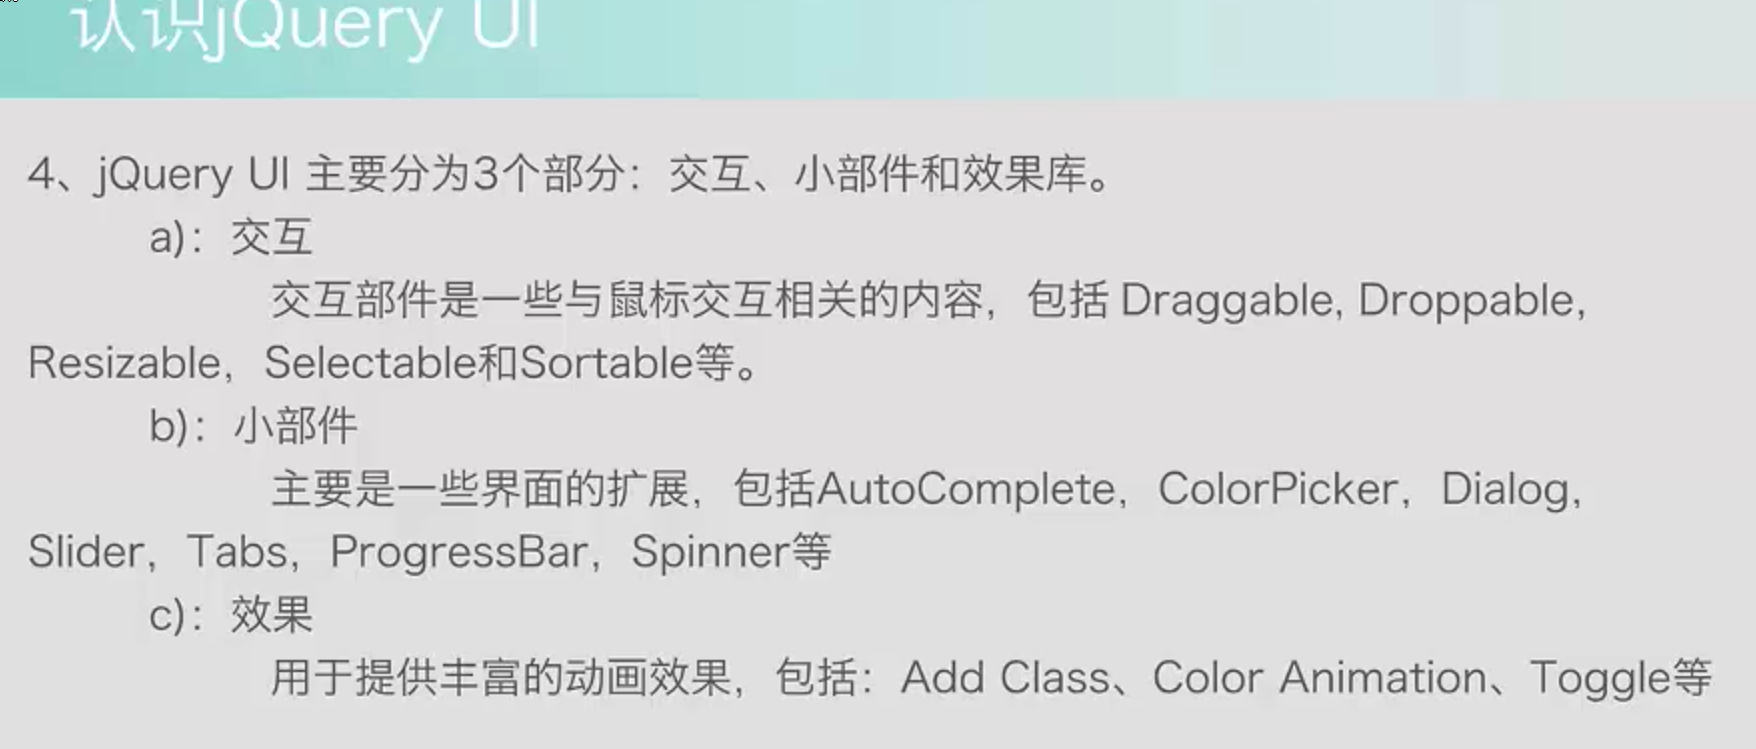 认识jQuery UI
4、jQuery UI 主要分为3个部分：交互、小部件和效果库。
a)：交互
交互部件是一些与鼠标交互相关的内容，包括 Draggable, Droppable,
Resizable，Selectable和Sortable等。
b)：小部件
主要是一些界面的扩展，包括AutoComplete，ColorPicker，Dialog,
Slider，Tabs，ProgressBar，Spinner等
c)：效果
用于提供丰富的动画效果，包括：Add Class、Color Animation、Toggle等